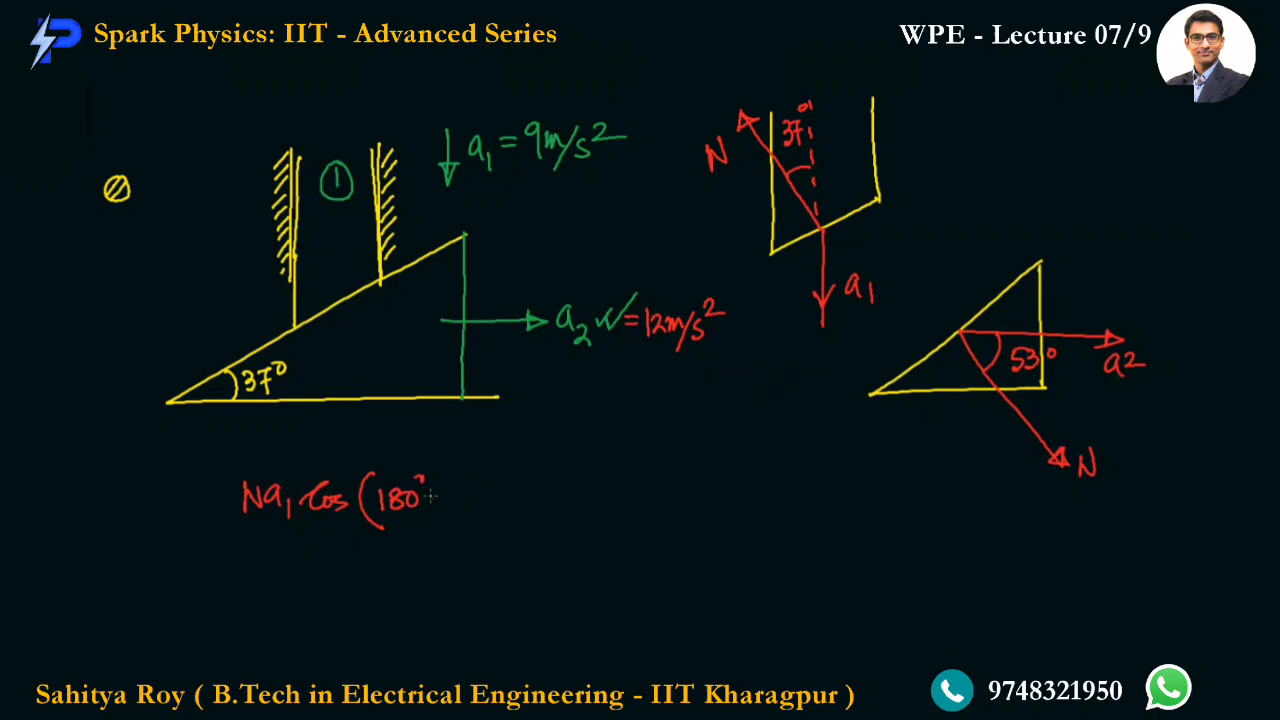 Spark Physics: IIT - Advanced Series
WPE - Lecture 07/9
①
a₁ = 9m/s²
N
37°
a₁
a₂ = 12m/s²
53°
a2
N
37°
Na₁ Cos (180°
Sahitya Roy ( B.Tech in Electrical Engineering - IIT Kharagpur )
9748321950